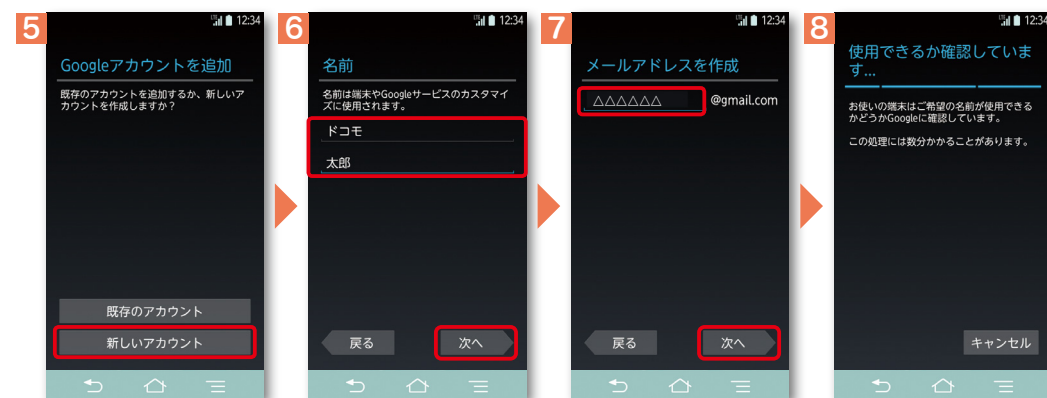 5
12:34
Googleアカウントを追加
既存のアカウントを追加するか、新しいア
カウントを作成しますか？
既存のアカウント
新しいアカウント
6
12:34
名前
名前は端末やGoogleサービスのカスタマイ
ズに使用されます。
ドコモ
太郎
戻る
次へ
7
12:34
メールアドレスを作成
△△△△△△ @gmail.com
戻る
次へ
8
12:34
使用できるか確認していま
す...
お使いの端末はご希望の名前が使用できる
かどうかGoogleに確認しています。
この処理には数分かかることがあります。
キャンセル